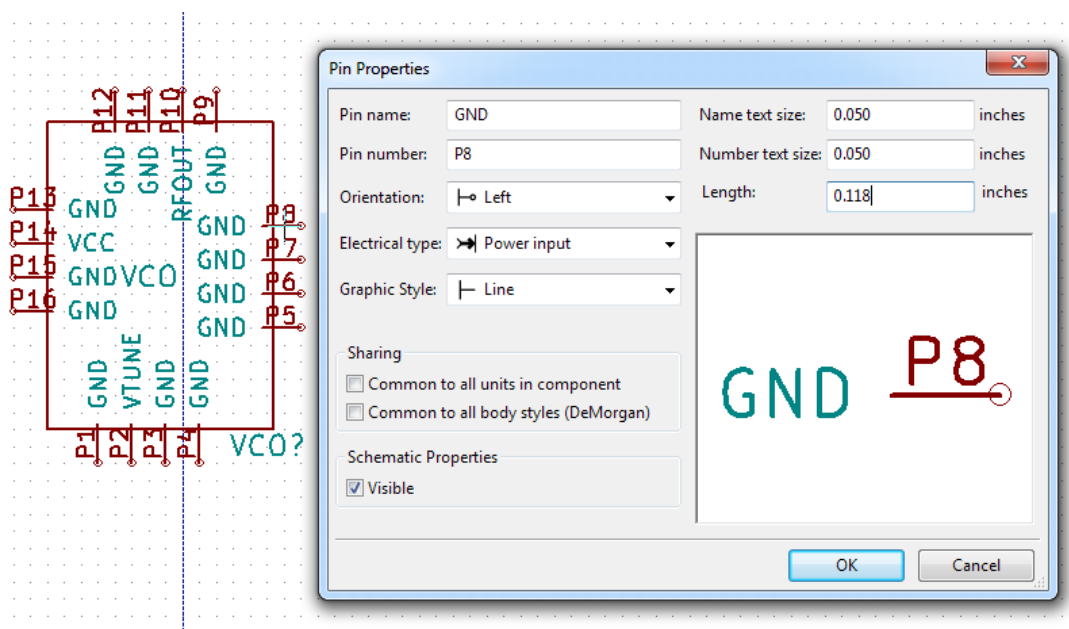 P12
P11
P10
P9
GND
GND
RFOUT
GND
P13 GND
P14 VCC
P15 GND
P16 GND
VCO
GND P8
GND P7
GND P6
GND P5
GND
VTUNE
GND
GND
P1
P2
P3
P4
VCO?
Pin Properties
Pin name: GND
Name text size: 0.050 inches
Pin number: P8
Number text size: 0.050 inches
Orientation: Left
Length: 0.118 inches
Electrical type: Power input
Graphic Style: Line
Sharing
Common to all units in component
Common to all body styles (DeMorgan)
Schematic Properties
Visible
GND P8
OK
Cancel